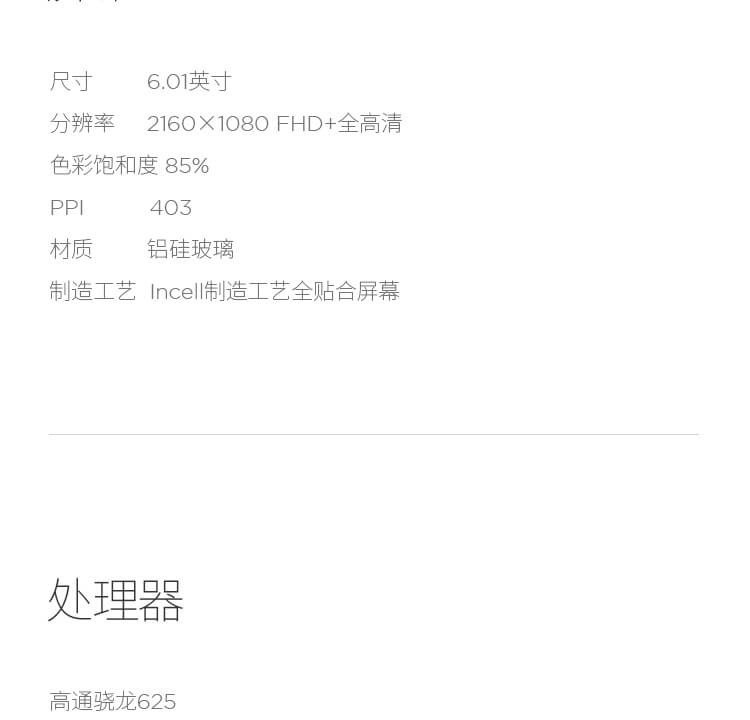 尺寸 6.01英寸
分辨率 2160×1080 FHD+全高清
色彩饱和度 85%
PPI 403
材质 铝硅玻璃
制造工艺 Incell制造工艺全贴合屏幕
处理器
高通骁龙625